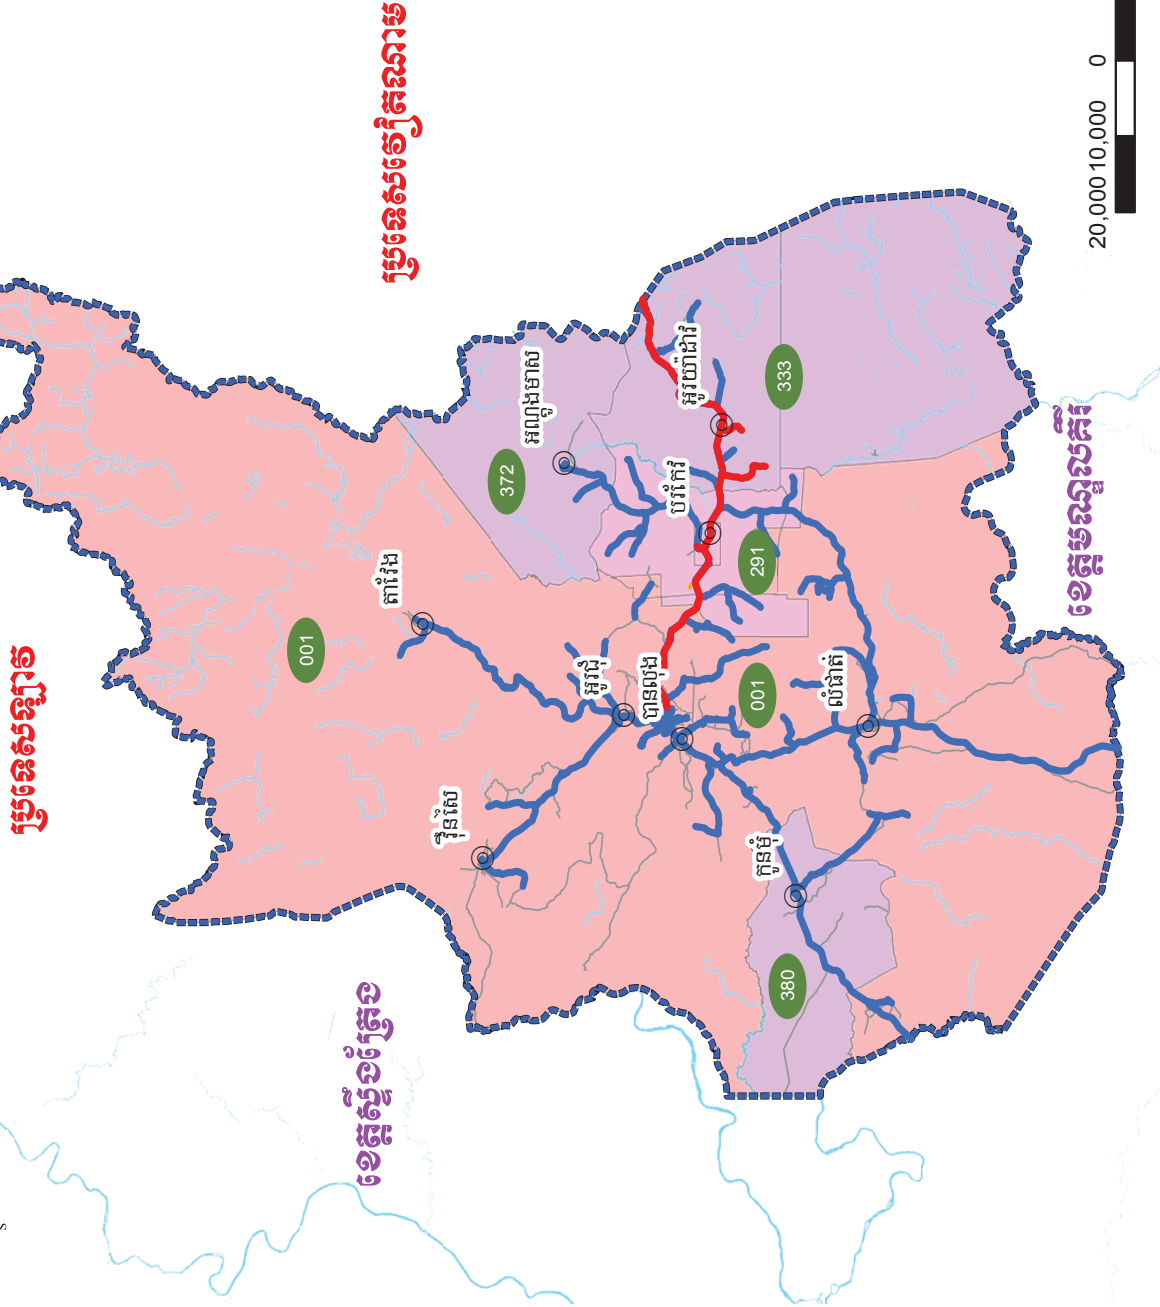 ប្រទេសឡាវ
ប្រទេសវៀតណាម
ខេត្តស្ទឹងត្រែង
ខេត្តមណ្ឌលគិរី
តាវែង
វើនសៃ
អណ្តូងមាស
អូរជុំ
បានលុង
បរកែវ
អូរយ៉ាដាវ
លំផាត់
កូនមុំ
001
372
333
291
001
380
20,000
10,000
0
s